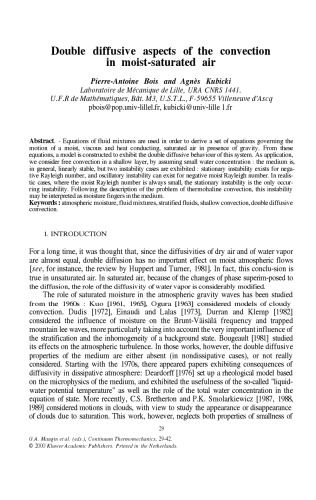 Double diffusive aspects of the convection
in moist-saturated air
Pierre-Antoine Bois and Agnès Kubicki
Laboratoire de Mécanique de Lille, URA CNRS 1441.
U.F.R de Mathématiques, Bât. M3, U.S.T.L., F-59655 Villeneuve d'Ascq
pbois@pop.univ-lillel.fr, kubicki@univ-lille 1.fr
Abstract - Equations of fluid mixtures are used in order to derive a set of equations governing the
motion of a moist, viscous and heat conducting, saturated air in presence of gravity. From these
equations, a model is constructed to exhibit the double diffusive behaviour of this system. As application,
we consider free convection in a shallow layer, by assuming small water concentration : the medium is,
in general, linearly stable, but two instability cases are exhibited : stationary instability exists for nega-
tive Rayleigh number, and oscillatory instability can exist for negative moist Rayleigh number. In realis-
tic cases, where the moist Rayleigh number is always small, the stationary instability is the only occur-
ring instability. Following the description of the problem of thermohaline convection, this instability
may be interpreted as moisture fingers in the medium.
Keywords : atmospheric moisture, fluid mixtures, stratified fluids, shallow convection, double diffusive
convection.
1. INTRODUCTION
For a long time, it was thought that, since the diffusivities of dry air and of water vapor
are almost equal, double diffusion has no important effect on moist atmospheric flows
[see, for instance, the review by Huppert and Turner, 1981]. In fact, this conclu-sion is
true in unsaturated air. In saturated air, because of the changes of phase superim-posed to
the diffusion, the role of the diffusivity of water vapor is considerably modified.
The role of saturated moisture in the atmospheric gravity waves has been studied
from the 1960s : Kuo [1961, 1965], Ogura [1963] considered models of cloudy
convection. Dudis [1972], Einaudi and Lalas [1973], Durran and Klemp [1982]
considered the influence of moisture on the Brunt-Väisälä frequency and trapped
mountain lee waves, more particularly taking into account the very important influence of
the stratification and the inhomogeneity of a background state. Bougeault [1981] studied
its effects on the atmospheric turbulence. In those works, however, the double diffusive
properties of the medium are either absent (in nondissipative cases), or not really
considered. Starting with the 1970s, there appeared papers exhibiting consequences of
diffusivity in dissipative atmosphere: Deardorff [1976] set up a rheological model based
on the microphysics of the medium, and exhibited the usefulness of the so-called "liquid-
water potential temperature" as well as the role of the total water concentration in the
equation of state. More recently, C.S. Bretherton and P.K. Smolarkiewicz [1987, 1988,
1989] considered motions in clouds, with view to study the appearance or disappearance
of clouds due to saturation. This work, however, neglects both properties of smallness of
29
G.A. Maugin et al. (eds.), Continuum Thermomechanics, 29-42.
© 2000 Kluwer Academic Publishers. Printed in the Netherlands.